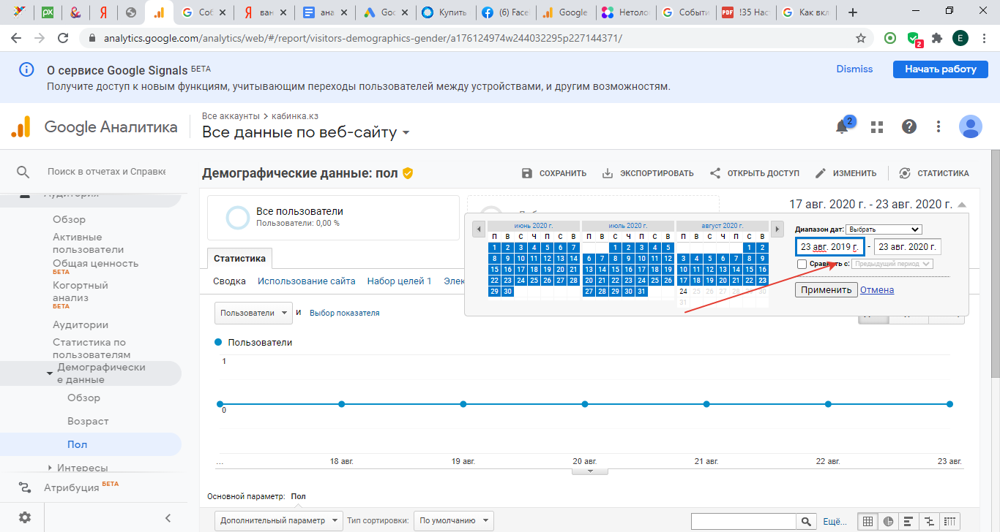 Соб
ван
ана
Goo
Купить
(6) Face
Google
Нетолог
Событи
!35 Нас
Как вкл
analytics.google.com/analytics/web/#/report/visitors-demographics-gender/a176124974w244032295p227144371/
2
E
О сервисе Google Signals БЕТА
Получите доступ к новым функциям, учитывающим переходы пользователей между устройствами, и другим возможностям.
Dismiss
Начать работу
Google Аналитика
Все аккаунты > кабинка.кз
Все данные по веб-сайту
2
Поиск в отчетах и Справке
Аудитория
Обзор
Активные
пользователи
Общая ценность
БЕТА
Когортный
анализ
БЕТА
Аудитории
Статистика по
пользователям
Демографически
е данные
Обзор
Возраст
Пол
Интересы
Атрибуция БЕТА
Демографические данные: пол
СОХРАНИТЬ
ЭКСПОРТИРОВАТЬ
ОТКРЫТЬ ДОСТУП
ИЗМЕНИТЬ
СТАТИСТИКА
Все пользователи
Пользователи: 0,00 %
17 авг. 2020 г. - 23 авг. 2020 г.
июнь 2020 г. июль 2020 г. август 2020 г.
П В С Ч П С В П В С Ч П С В П В С Ч П С В
1 2 3 4 5 6 7 1 2 3 4 5 1 2
8 9 10 11 12 13 14 6 7 8 9 10 11 12 3 4 5 6 7 8 9
15 16 17 18 19 20 21 13 14 15 16 17 18 19 10 11 12 13 14 15 16
22 23 24 25 26 27 28 20 21 22 23 24 25 26 17 18 19 20 21 22 23
29 30 27 28 29 30 31 24 25 26 27 28 29 30
31
Диапазон дат: Выбрать
23 авг. 2019 г. - 23 авг. 2020 г.
Сравнить с: Предыдущий период
Применить Отмена
Статистика
Сводка Использование сайта Набор целей 1 Элек
Пользователи и Выбор показателя
Пользователи
1
0
... 18 авг. 19 авг. 20 авг. 21 авг. 22 авг. 23 авг.
Основной параметр: Пол
Дополнительный параметр Тип сортировки: По умолчанию Ещё...